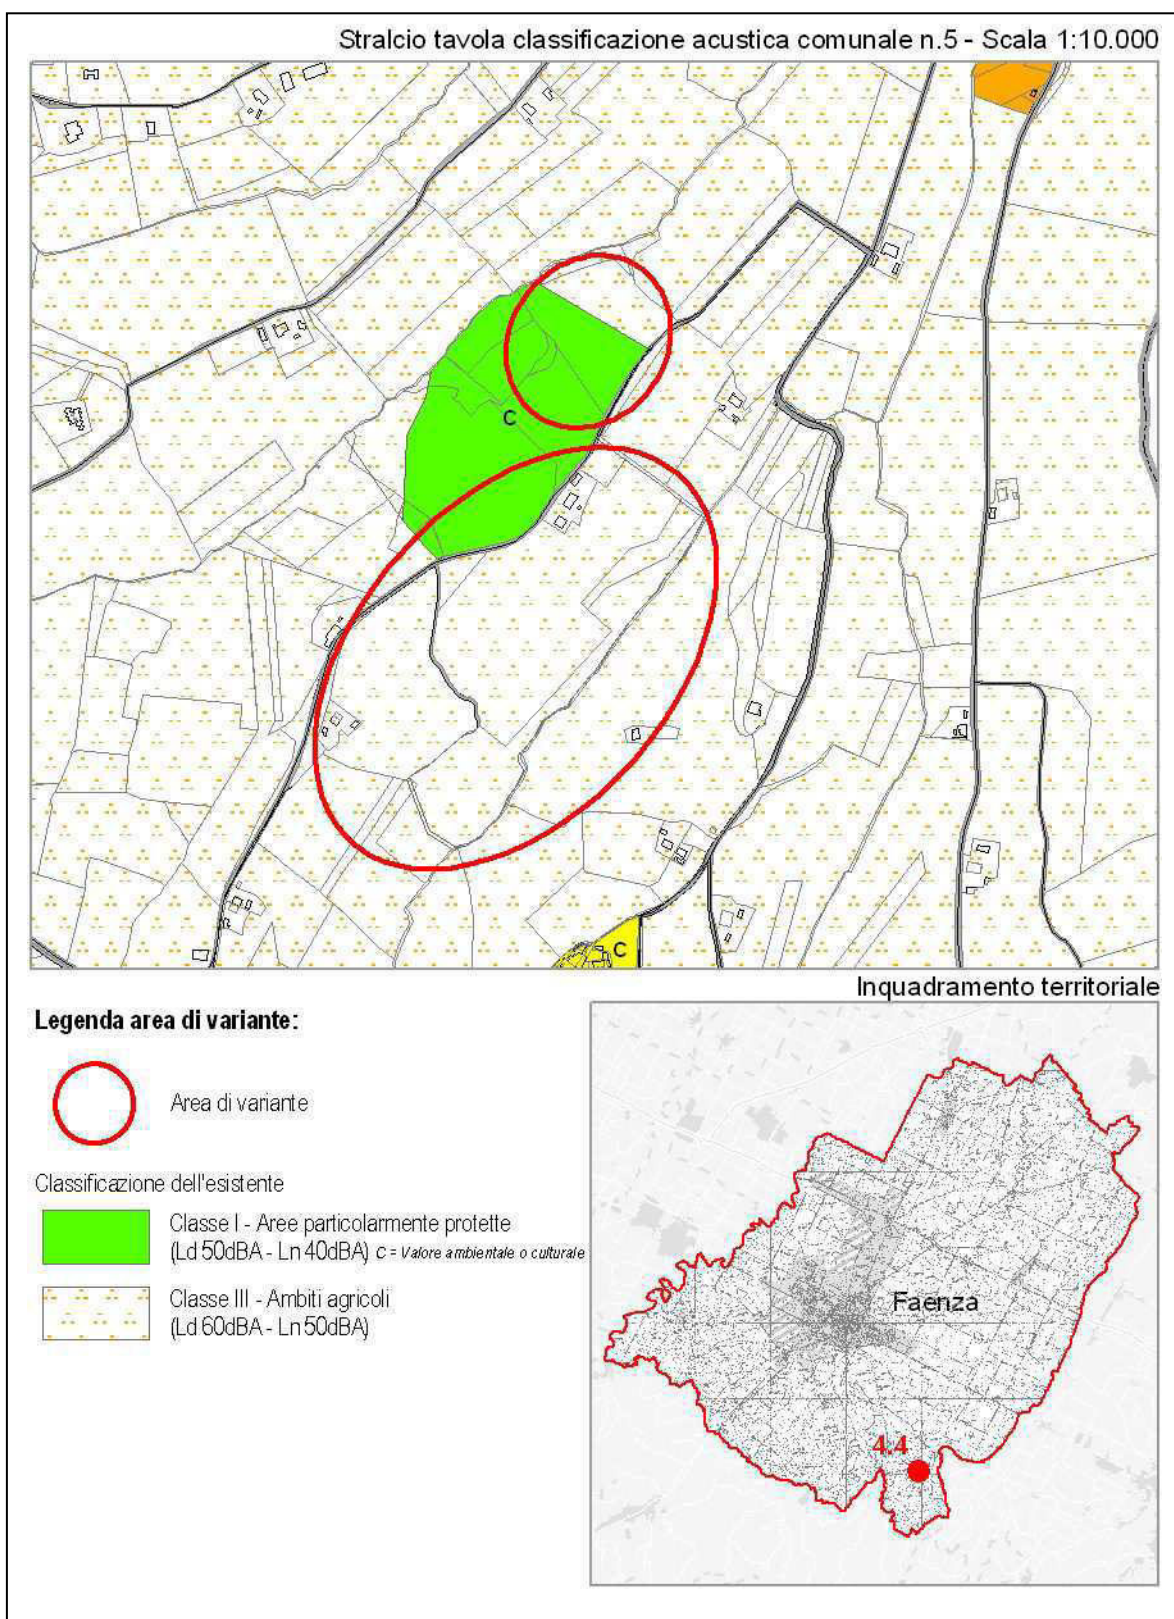 Stralcio tavola classificazione acustica comunale n.5 - Scala 1:10.000
C
C
Inquadramento territoriale
Legenda area di variante:
Area di variante
Classificazione dell'esistente
Classe I - Aree particolarmente protette
(Ld 50dBA - Ln 40dBA) C = Valore ambientale o culturale
Classe III - Ambiti agricoli
(Ld 60dBA - Ln 50dBA)
Faenza
4.4